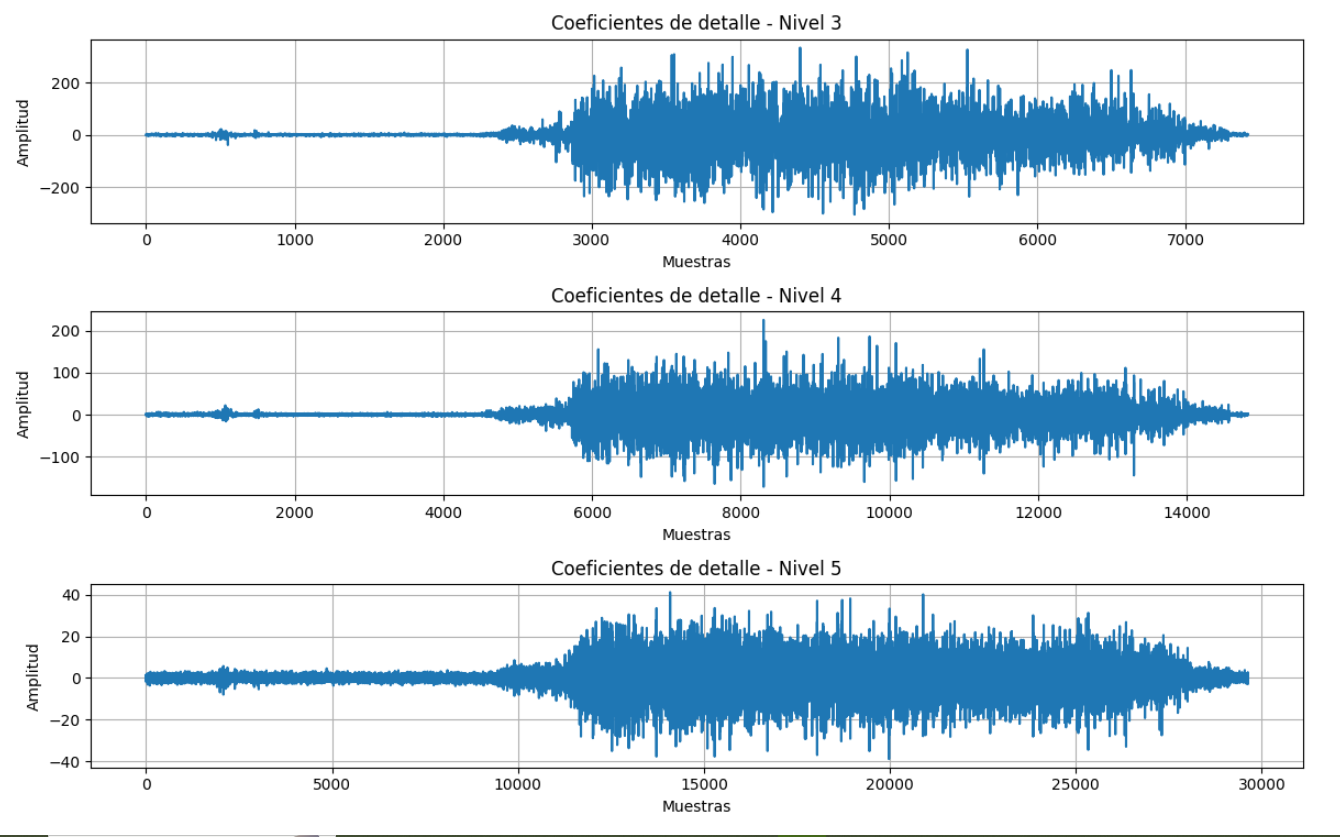 Coeficientes de detalle - Nivel 3
Amplitud
200
0
−200
0 1000 2000 3000 4000 5000 6000 7000
Muestras
Coeficientes de detalle - Nivel 4
Amplitud
200
100
0
−100
0 2000 4000 6000 8000 10000 12000 14000
Muestras
Coeficientes de detalle - Nivel 5
Amplitud
40
20
0
−20
−40
0 5000 10000 15000 20000 25000 30000
Muestras